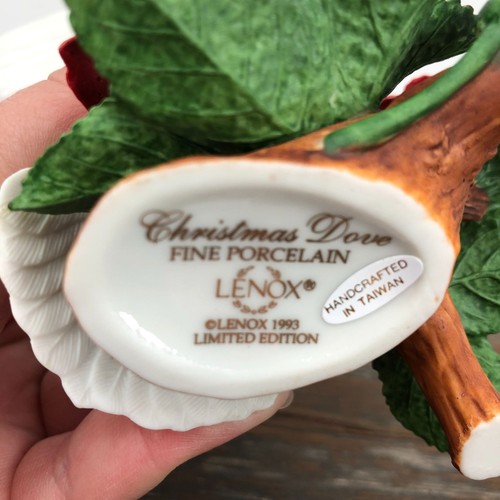 Christmas Dove
FINE PORCELAIN
LENOX®
©LENOX 1993
LIMITED EDITION
HANDCRAFTED
IN TAIWAN